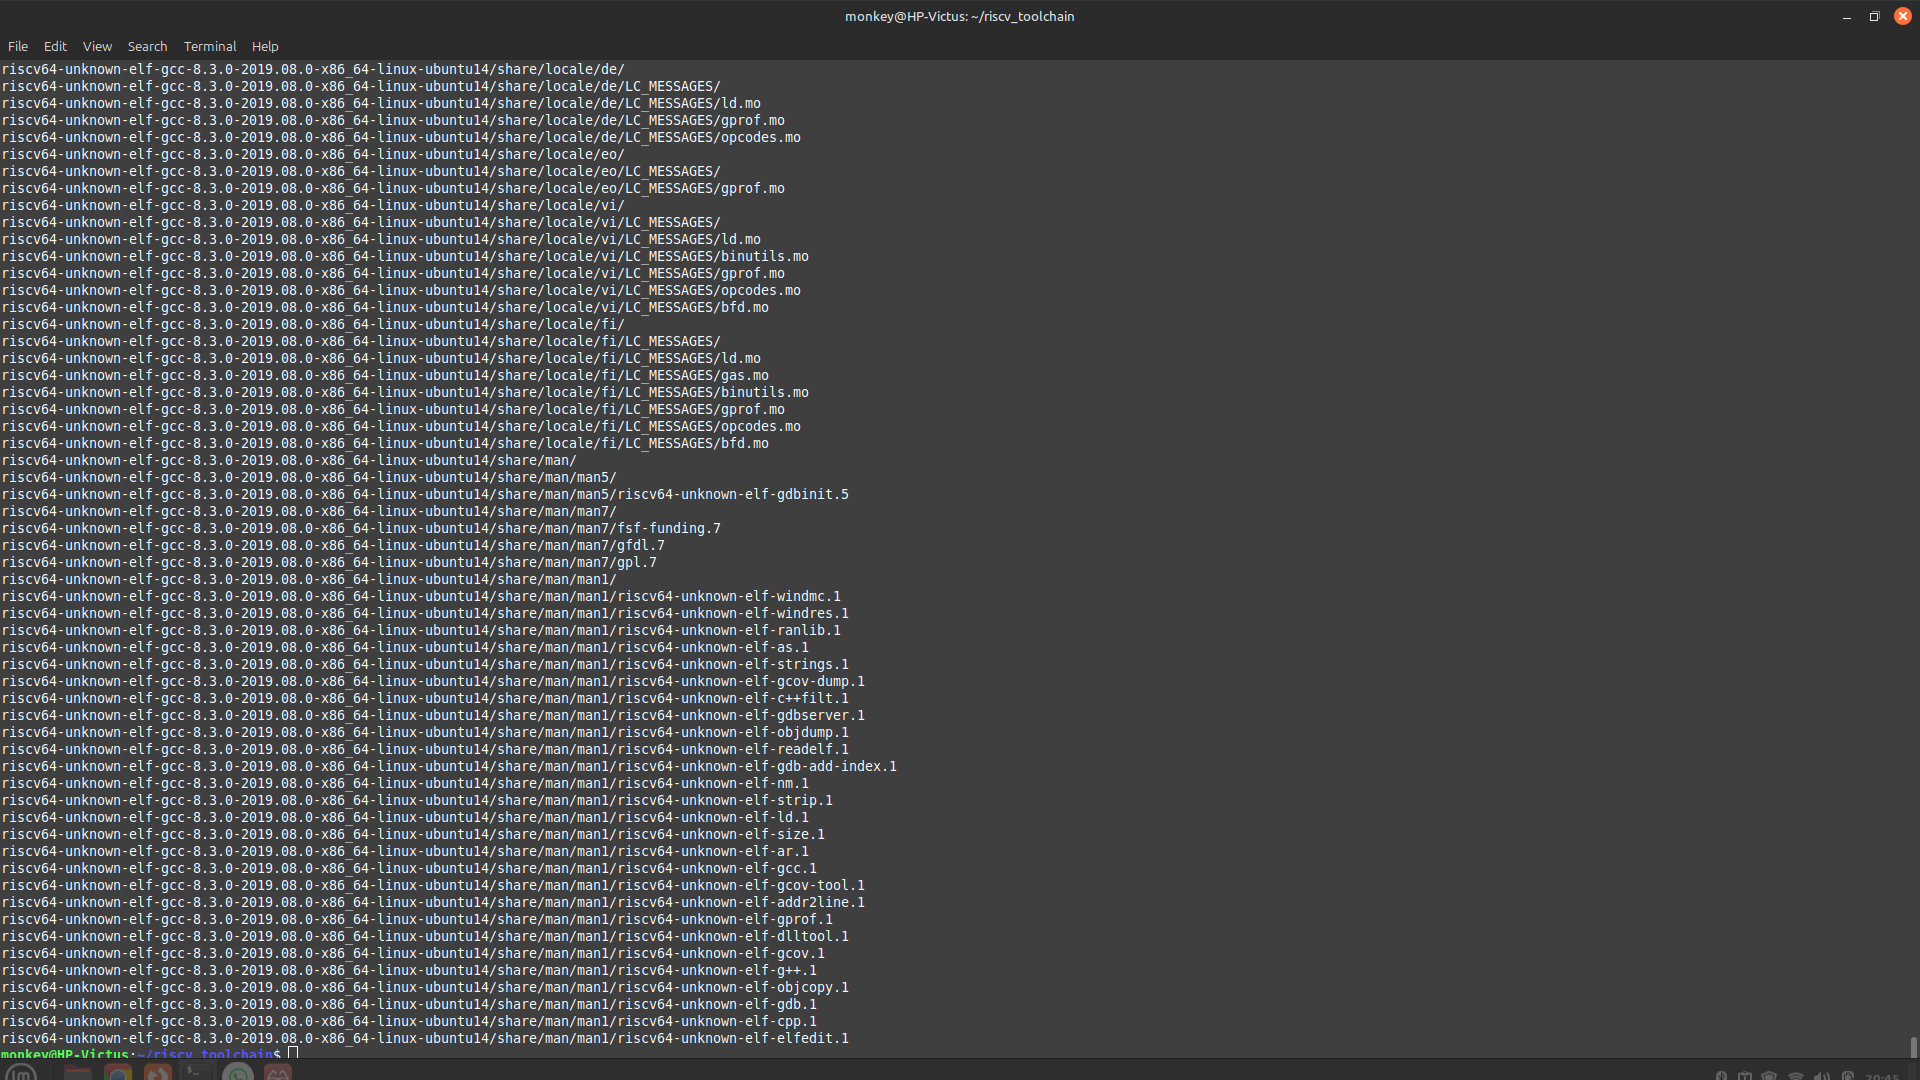 monkey@HP-Victus: ~/riscv_toolchain
File Edit View Search Terminal Help
riscv64-unknown-elf-gcc-8.3.0-2019.08.0-x86_64-linux-ubuntu14/share/locale/de/
riscv64-unknown-elf-gcc-8.3.0-2019.08.0-x86_64-linux-ubuntu14/share/locale/de/LC_MESSAGES/
riscv64-unknown-elf-gcc-8.3.0-2019.08.0-x86_64-linux-ubuntu14/share/locale/de/LC_MESSAGES/ld.mo
riscv64-unknown-elf-gcc-8.3.0-2019.08.0-x86_64-linux-ubuntu14/share/locale/de/LC_MESSAGES/gprof.mo
riscv64-unknown-elf-gcc-8.3.0-2019.08.0-x86_64-linux-ubuntu14/share/locale/de/LC_MESSAGES/opcodes.mo
riscv64-unknown-elf-gcc-8.3.0-2019.08.0-x86_64-linux-ubuntu14/share/locale/eo/
riscv64-unknown-elf-gcc-8.3.0-2019.08.0-x86_64-linux-ubuntu14/share/locale/eo/LC_MESSAGES/
riscv64-unknown-elf-gcc-8.3.0-2019.08.0-x86_64-linux-ubuntu14/share/locale/eo/LC_MESSAGES/gprof.mo
riscv64-unknown-elf-gcc-8.3.0-2019.08.0-x86_64-linux-ubuntu14/share/locale/vi/
riscv64-unknown-elf-gcc-8.3.0-2019.08.0-x86_64-linux-ubuntu14/share/locale/vi/LC_MESSAGES/
riscv64-unknown-elf-gcc-8.3.0-2019.08.0-x86_64-linux-ubuntu14/share/locale/vi/LC_MESSAGES/ld.mo
riscv64-unknown-elf-gcc-8.3.0-2019.08.0-x86_64-linux-ubuntu14/share/locale/vi/LC_MESSAGES/binutils.mo
riscv64-unknown-elf-gcc-8.3.0-2019.08.0-x86_64-linux-ubuntu14/share/locale/vi/LC_MESSAGES/gprof.mo
riscv64-unknown-elf-gcc-8.3.0-2019.08.0-x86_64-linux-ubuntu14/share/locale/vi/LC_MESSAGES/opcodes.mo
riscv64-unknown-elf-gcc-8.3.0-2019.08.0-x86_64-linux-ubuntu14/share/locale/vi/LC_MESSAGES/bfd.mo
riscv64-unknown-elf-gcc-8.3.0-2019.08.0-x86_64-linux-ubuntu14/share/locale/fi/
riscv64-unknown-elf-gcc-8.3.0-2019.08.0-x86_64-linux-ubuntu14/share/locale/fi/LC_MESSAGES/
riscv64-unknown-elf-gcc-8.3.0-2019.08.0-x86_64-linux-ubuntu14/share/locale/fi/LC_MESSAGES/ld.mo
riscv64-unknown-elf-gcc-8.3.0-2019.08.0-x86_64-linux-ubuntu14/share/locale/fi/LC_MESSAGES/gas.mo
riscv64-unknown-elf-gcc-8.3.0-2019.08.0-x86_64-linux-ubuntu14/share/locale/fi/LC_MESSAGES/binutils.mo
riscv64-unknown-elf-gcc-8.3.0-2019.08.0-x86_64-linux-ubuntu14/share/locale/fi/LC_MESSAGES/gprof.mo
riscv64-unknown-elf-gcc-8.3.0-2019.08.0-x86_64-linux-ubuntu14/share/locale/fi/LC_MESSAGES/opcodes.mo
riscv64-unknown-elf-gcc-8.3.0-2019.08.0-x86_64-linux-ubuntu14/share/locale/fi/LC_MESSAGES/bfd.mo
riscv64-unknown-elf-gcc-8.3.0-2019.08.0-x86_64-linux-ubuntu14/share/man/
riscv64-unknown-elf-gcc-8.3.0-2019.08.0-x86_64-linux-ubuntu14/share/man/man5/
riscv64-unknown-elf-gcc-8.3.0-2019.08.0-x86_64-linux-ubuntu14/share/man/man5/riscv64-unknown-elf-gdbinit.5
riscv64-unknown-elf-gcc-8.3.0-2019.08.0-x86_64-linux-ubuntu14/share/man/man7/
riscv64-unknown-elf-gcc-8.3.0-2019.08.0-x86_64-linux-ubuntu14/share/man/man7/fsf-funding.7
riscv64-unknown-elf-gcc-8.3.0-2019.08.0-x86_64-linux-ubuntu14/share/man/man7/gfdl.7
riscv64-unknown-elf-gcc-8.3.0-2019.08.0-x86_64-linux-ubuntu14/share/man/man7/gpl.7
riscv64-unknown-elf-gcc-8.3.0-2019.08.0-x86_64-linux-ubuntu14/share/man/man1/
riscv64-unknown-elf-gcc-8.3.0-2019.08.0-x86_64-linux-ubuntu14/share/man/man1/riscv64-unknown-elf-windmc.1
riscv64-unknown-elf-gcc-8.3.0-2019.08.0-x86_64-linux-ubuntu14/share/man/man1/riscv64-unknown-elf-windres.1
riscv64-unknown-elf-gcc-8.3.0-2019.08.0-x86_64-linux-ubuntu14/share/man/man1/riscv64-unknown-elf-ranlib.1
riscv64-unknown-elf-gcc-8.3.0-2019.08.0-x86_64-linux-ubuntu14/share/man/man1/riscv64-unknown-elf-as.1
riscv64-unknown-elf-gcc-8.3.0-2019.08.0-x86_64-linux-ubuntu14/share/man/man1/riscv64-unknown-elf-strings.1
riscv64-unknown-elf-gcc-8.3.0-2019.08.0-x86_64-linux-ubuntu14/share/man/man1/riscv64-unknown-elf-gcov-dump.1
riscv64-unknown-elf-gcc-8.3.0-2019.08.0-x86_64-linux-ubuntu14/share/man/man1/riscv64-unknown-elf-c++filt.1
riscv64-unknown-elf-gcc-8.3.0-2019.08.0-x86_64-linux-ubuntu14/share/man/man1/riscv64-unknown-elf-gdbserver.1
riscv64-unknown-elf-gcc-8.3.0-2019.08.0-x86_64-linux-ubuntu14/share/man/man1/riscv64-unknown-elf-objdump.1
riscv64-unknown-elf-gcc-8.3.0-2019.08.0-x86_64-linux-ubuntu14/share/man/man1/riscv64-unknown-elf-readelf.1
riscv64-unknown-elf-gcc-8.3.0-2019.08.0-x86_64-linux-ubuntu14/share/man/man1/riscv64-unknown-elf-gdb-add-index.1
riscv64-unknown-elf-gcc-8.3.0-2019.08.0-x86_64-linux-ubuntu14/share/man/man1/riscv64-unknown-elf-nm.1
riscv64-unknown-elf-gcc-8.3.0-2019.08.0-x86_64-linux-ubuntu14/share/man/man1/riscv64-unknown-elf-strip.1
riscv64-unknown-elf-gcc-8.3.0-2019.08.0-x86_64-linux-ubuntu14/share/man/man1/riscv64-unknown-elf-ld.1
riscv64-unknown-elf-gcc-8.3.0-2019.08.0-x86_64-linux-ubuntu14/share/man/man1/riscv64-unknown-elf-size.1
riscv64-unknown-elf-gcc-8.3.0-2019.08.0-x86_64-linux-ubuntu14/share/man/man1/riscv64-unknown-elf-ar.1
riscv64-unknown-elf-gcc-8.3.0-2019.08.0-x86_64-linux-ubuntu14/share/man/man1/riscv64-unknown-elf-gcc.1
riscv64-unknown-elf-gcc-8.3.0-2019.08.0-x86_64-linux-ubuntu14/share/man/man1/riscv64-unknown-elf-gcov-tool.1
riscv64-unknown-elf-gcc-8.3.0-2019.08.0-x86_64-linux-ubuntu14/share/man/man1/riscv64-unknown-elf-addr2line.1
riscv64-unknown-elf-gcc-8.3.0-2019.08.0-x86_64-linux-ubuntu14/share/man/man1/riscv64-unknown-elf-gprof.1
riscv64-unknown-elf-gcc-8.3.0-2019.08.0-x86_64-linux-ubuntu14/share/man/man1/riscv64-unknown-elf-dlltool.1
riscv64-unknown-elf-gcc-8.3.0-2019.08.0-x86_64-linux-ubuntu14/share/man/man1/riscv64-unknown-elf-gcov.1
riscv64-unknown-elf-gcc-8.3.0-2019.08.0-x86_64-linux-ubuntu14/share/man/man1/riscv64-unknown-elf-g++.1
riscv64-unknown-elf-gcc-8.3.0-2019.08.0-x86_64-linux-ubuntu14/share/man/man1/riscv64-unknown-elf-objcopy.1
riscv64-unknown-elf-gcc-8.3.0-2019.08.0-x86_64-linux-ubuntu14/share/man/man1/riscv64-unknown-elf-gdb.1
riscv64-unknown-elf-gcc-8.3.0-2019.08.0-x86_64-linux-ubuntu14/share/man/man1/riscv64-unknown-elf-cpp.1
riscv64-unknown-elf-gcc-8.3.0-2019.08.0-x86_64-linux-ubuntu14/share/man/man1/riscv64-unknown-elf-elfedit.1
monkey@HP-Victus:~/riscv_toolchain$
20:45